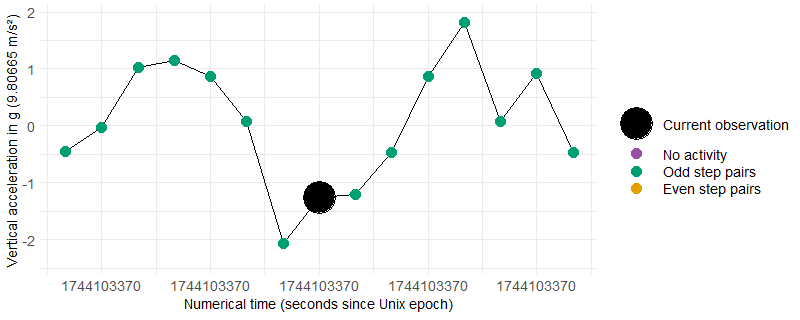 Vertical acceleration in g (9.80665 m/s²)
2
1
0
-1
-2
1744103370 1744103370 1744103370 1744103370 1744103370
Numerical time (seconds since Unix epoch)
Current observation
No activity
Odd step pairs
Even step pairs